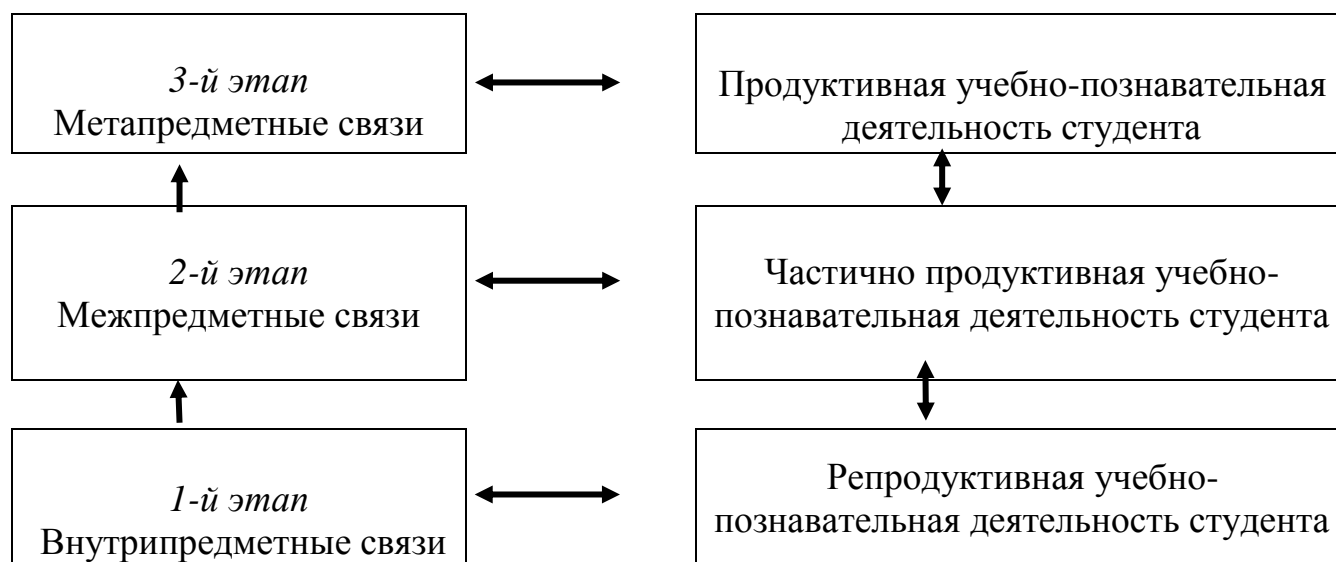 3-й этап
Метапредметные связи
Продуктивная учебно-познавательная
деятельность студента
2-й этап
Межпредметные связи
Частично продуктивная учебно-
познавательная деятельность студента
1-й этап
Внутрипредметные связи
Репродуктивная учебно-
познавательная деятельность студента